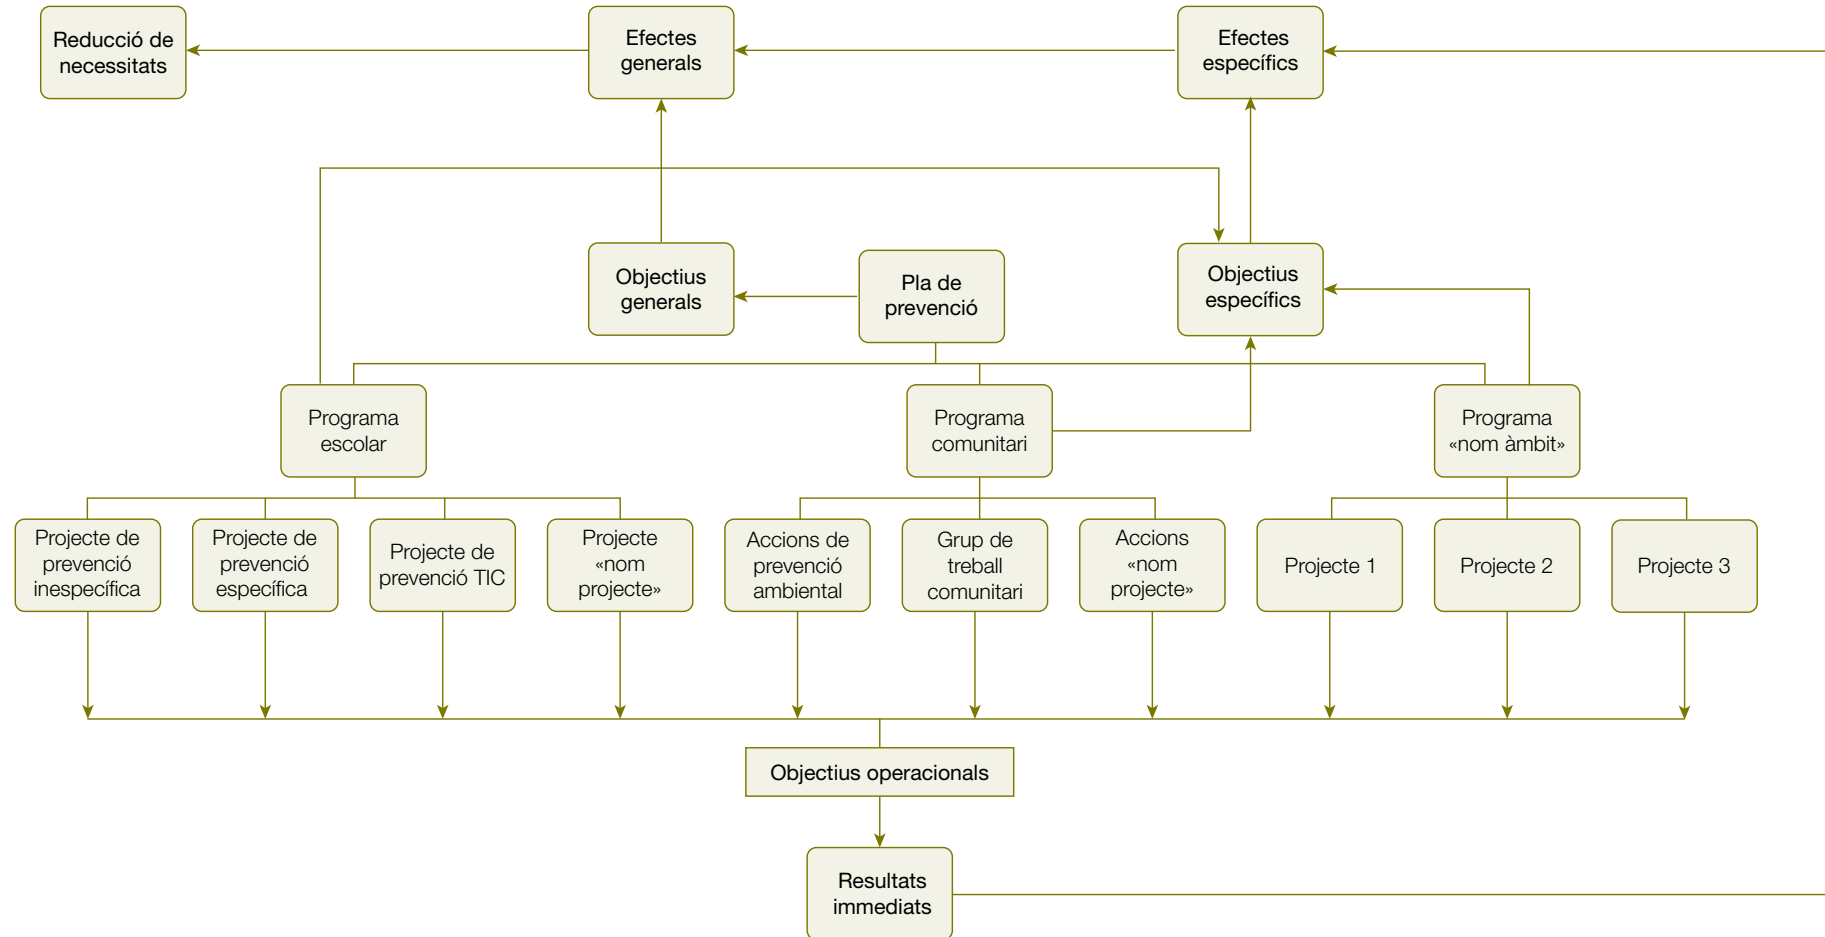 Reducció de
necessitats
Efectes
generals
Efectes
específics
Objectius
generals
Pla de
prevenció
Objectius
específics
Programa
escolar
Programa
comunitari
Programa
«nom àmbit»
Projecte de
prevenció
inespecífica
Projecte de
prevenció
específica
Projecte de
prevenció TIC
Projecte
«nom
projecte»
Accions de
prevenció
ambiental
Grup de
treball
comunitari
Accions
«nom
projecte»
Projecte 1
Projecte 2
Projecte 3
Objectius operacionals
Resultats
immediats